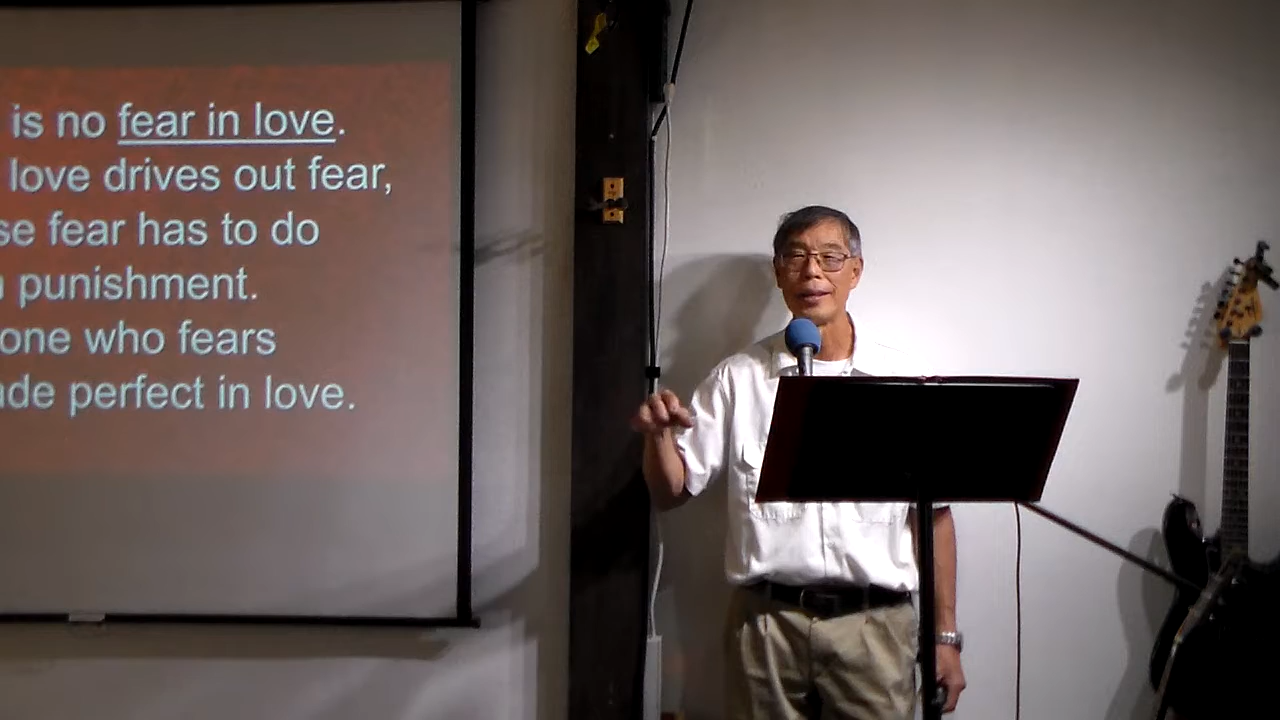 is no fear in love.
love drives out fear,
se fear has to do
punishment.
one who fears
ade perfect in love.